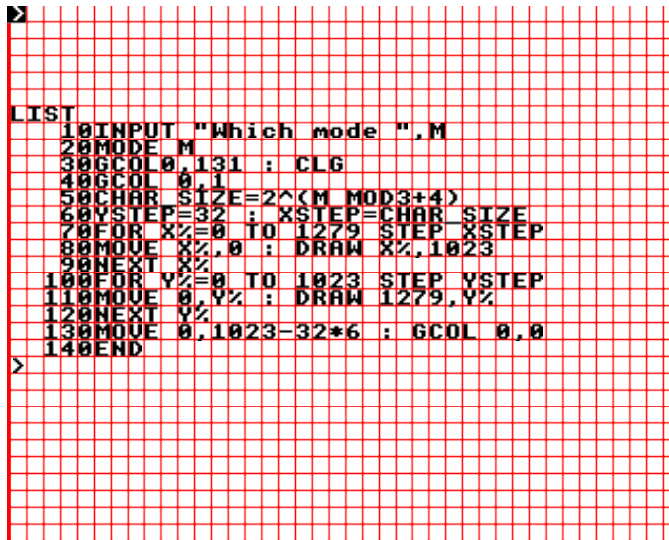 >
LIST
   10INPUT "Which mode ",M
   20MODE M
   30GCOL0,131 : CLG
   40GCOL 0,1
   50CHAR_SIZE=2^(M MOD3+4)
   60YSTEP=32 : XSTEP=CHAR_SIZE
   70FOR X%=0 TO 1279 STEP XSTEP
   80MOVE X%,0 : DRAW X%,1023
   90NEXT X%
  100FOR Y%=0 TO 1023 STEP YSTEP
  110MOVE 0,Y% : DRAW 1279,Y%
  120NEXT Y%
  130MOVE 0,1023-32*6 : GCOL 0,0
  140END
>